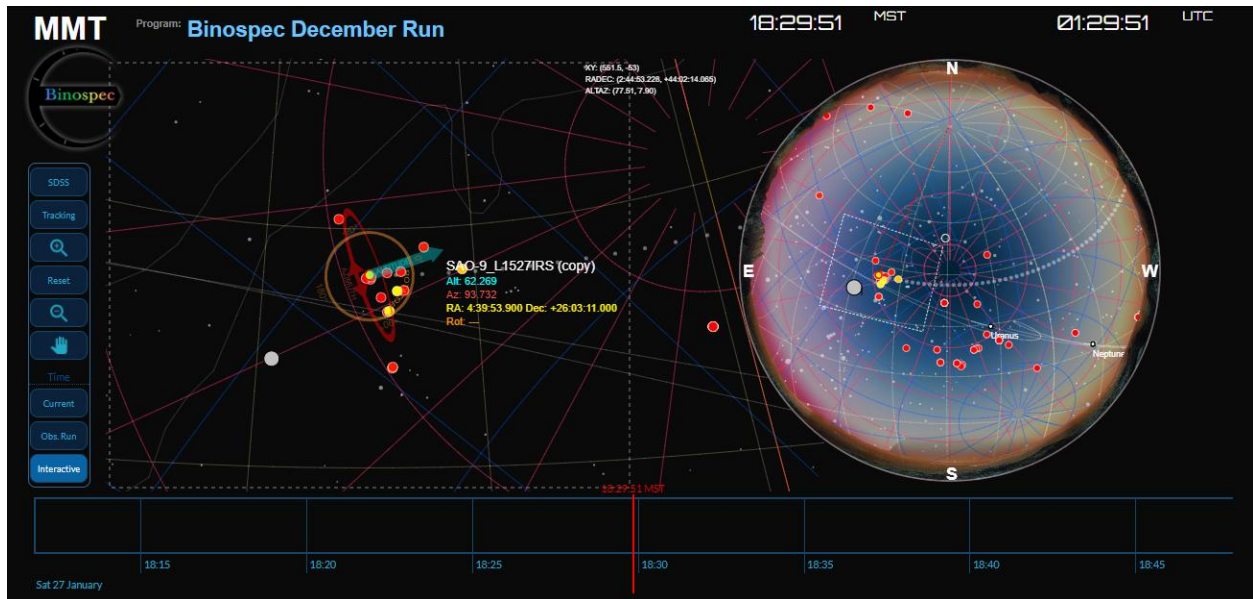 MMT
Program: Binospec December Run
18:29:51 MST
01:29:51 UTC
Binospec
XY: (551.5, -53)
RADEC: (2:44:53.228, +44:02:14.065)
ALTAZ: (77.51, 7.90)
N
E
W
S
SDSS
Tracking
Reset
Time
Current
Obs. Run
Interactive
SAO-9_L1527IRS (copy)
Alt: 62.269
Az: 93.732
RA: 4:39:53.900 Dec: +26:03:11.000
Rot: ---
Uranus
Neptune
18:29:51 MST
18:15
18:20
18:25
18:30
18:35
18:40
18:45
Sat 27 January